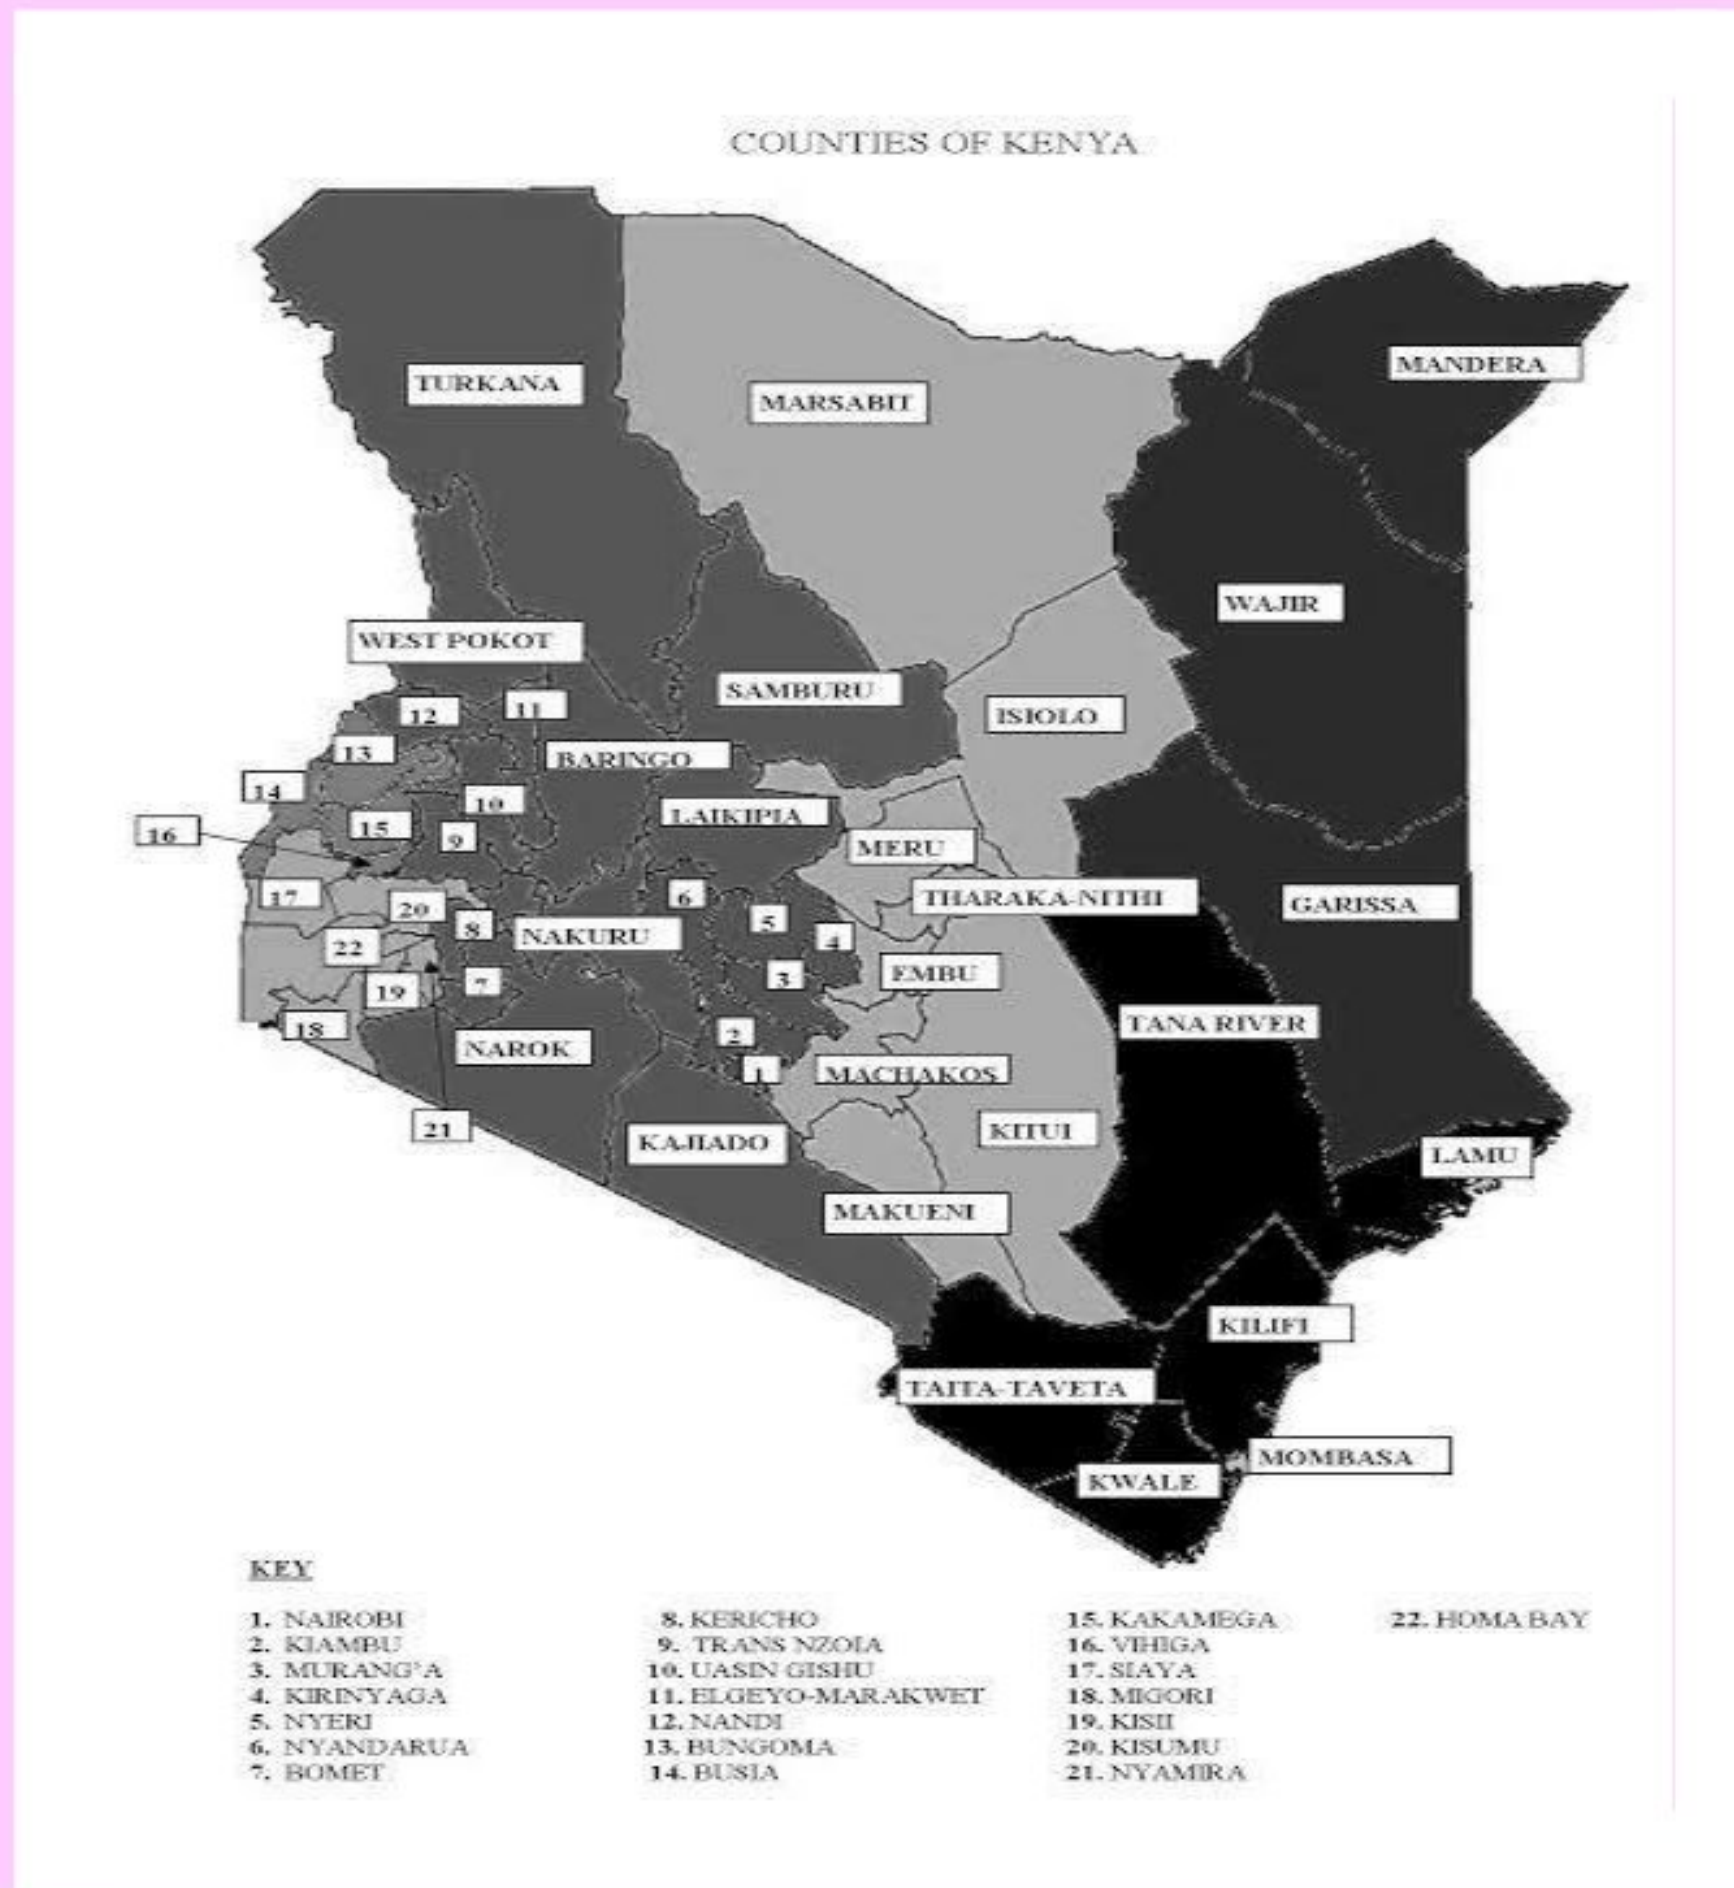 COUNTIES OF KENYA
TURKANA
MARSABIT
MANDERA
WAJIR
WEST POKOT
SAMBURU
12
11
ISIOLO
13
BARINGO
14
10
LAIKIPIA
16
15
9
MERU
17
6
THARAKA-NITHI
GARISSA
20
8
5
22
NAKURU
4
19
7
3
EMBU
18
2
TANA RIVER
NAROK
1
MACHAKOS
21
KAJIADO
KITUI
LAMU
MAKUENI
KILIFI
TAITA-TAVETA
MOMBASA
KWALE
KEY
1. NAIROBI
2. KIAMBU
3. MURANG'A
4. KIRINYAGA
5. NYERI
6. NYANDARUA
7. BOMET
8. KERICHO
9. TRANS NZOIA
10. UASIN GISHU
11. ELGEYO-MARAKWET
12. NANDI
13. BUNGOMA
14. BUSIA
15. KAKAMEGA
16. VIHIGA
17. SIAYA
18. MIGORI
19. KISII
20. KISUMU
21. NYAMIRA
22. HOMA BAY